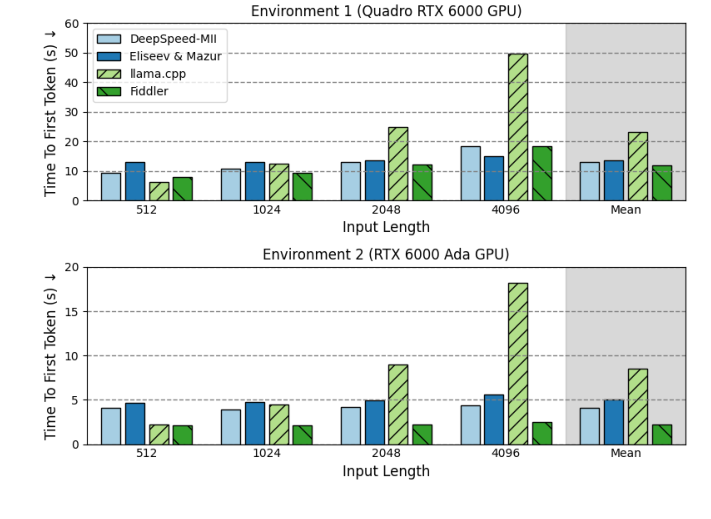 Environment 1 (Quadro RTX 6000 GPU)
Time To First Token (s) ↓
60
50
40
30
20
10
0
DeepSpeed-MII
Eliseev & Mazur
llama.cpp
Fiddler
512 1024 2048 4096 Mean
Input Length
Environment 2 (RTX 6000 Ada GPU)
Time To First Token (s) ↓
20
15
10
5
0
512 1024 2048 4096 Mean
Input Length